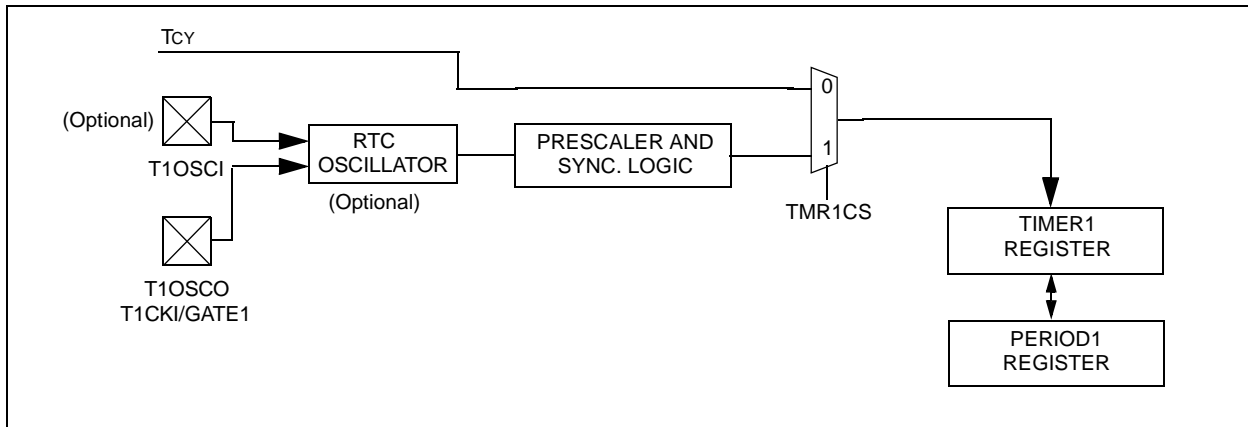 TCY
(Optional)
T1OSCI
RTC
OSCILLATOR
(Optional)
PRESCALER AND
SYNC. LOGIC
0
1
TMR1CS
T1OSCO
T1CKI/GATE1
TIMER1
REGISTER
PERIOD1
REGISTER